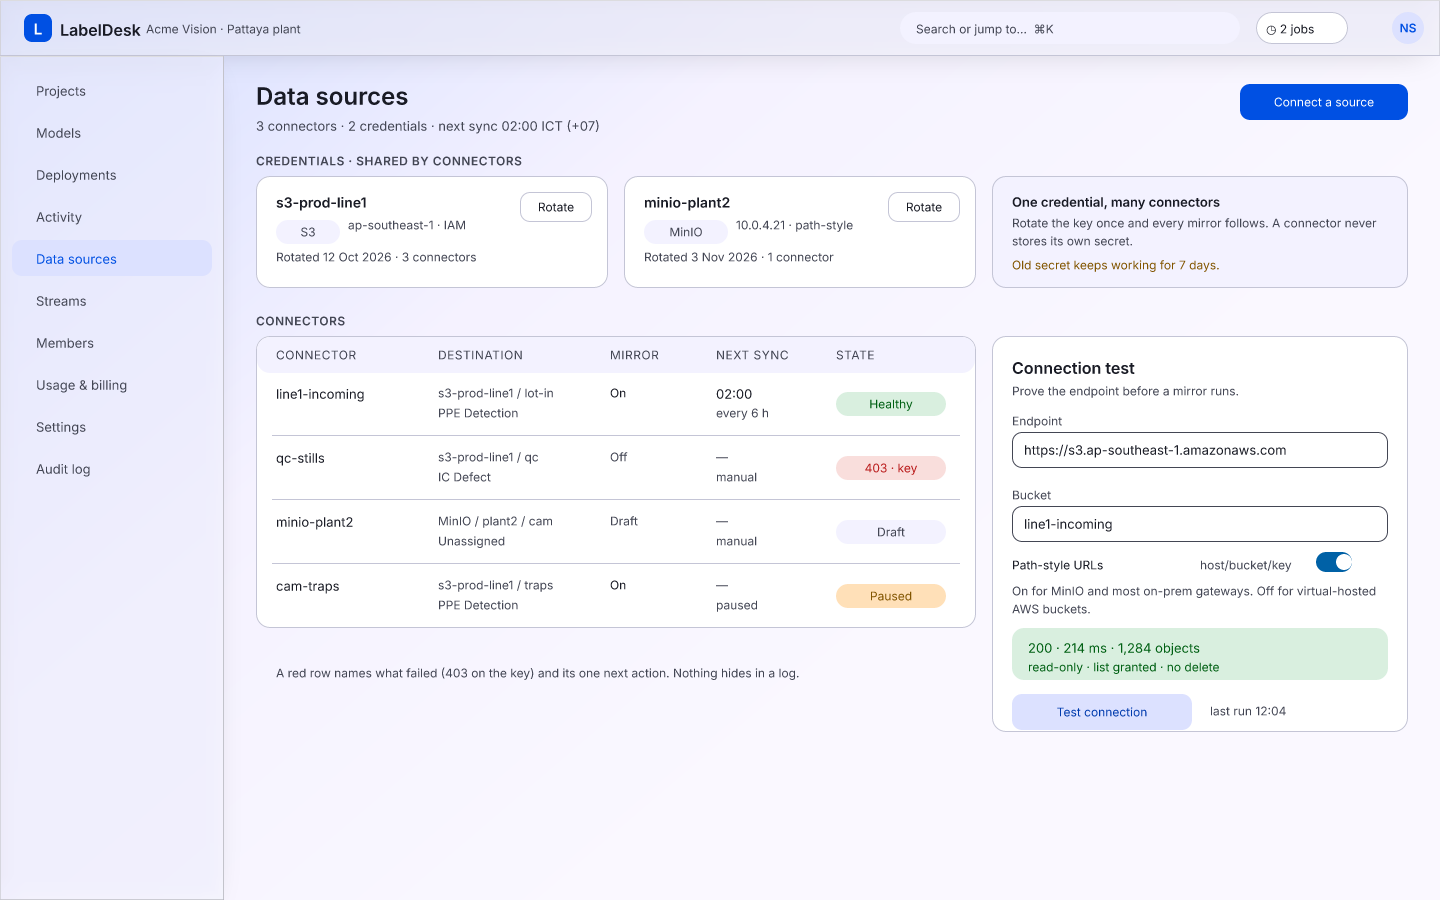 L LabelDesk Acme Vision · Pattaya plant
Search or jump to... ⌘K
◷ 2 jobs
NS
Projects
Models
Deployments
Activity
Data sources
Streams
Members
Usage & billing
Settings
Audit log
Data sources
3 connectors · 2 credentials · next sync 02:00 ICT (+07)
Connect a source
CREDENTIALS · SHARED BY CONNECTORS
s3-prod-line1
Rotate
S3 ap-southeast-1 · IAM
Rotated 12 Oct 2026 · 3 connectors
minio-plant2
Rotate
MinIO 10.0.4.21 · path-style
Rotated 3 Nov 2026 · 1 connector
One credential, many connectors
Rotate the key once and every mirror follows. A connector never
stores its own secret.
Old secret keeps working for 7 days.
CONNECTORS
CONNECTOR DESTINATION MIRROR NEXT SYNC STATE
line1-incoming s3-prod-line1 / lot-in On 02:00 Healthy
PPE Detection every 6 h
qc-stills s3-prod-line1 / qc Off — 403 · key
IC Defect manual
minio-plant2 MinIO / plant2 / cam Draft — Draft
Unassigned manual
cam-traps s3-prod-line1 / traps On — Paused
PPE Detection paused
A red row names what failed (403 on the key) and its one next action. Nothing hides in a log.
Connection test
Prove the endpoint before a mirror runs.
Endpoint
https://s3.ap-southeast-1.amazonaws.com
Bucket
line1-incoming
Path-style URLs host/bucket/key
On for MinIO and most on-prem gateways. Off for virtual-hosted
AWS buckets.
200 · 214 ms · 1,284 objects
read-only · list granted · no delete
Test connection last run 12:04